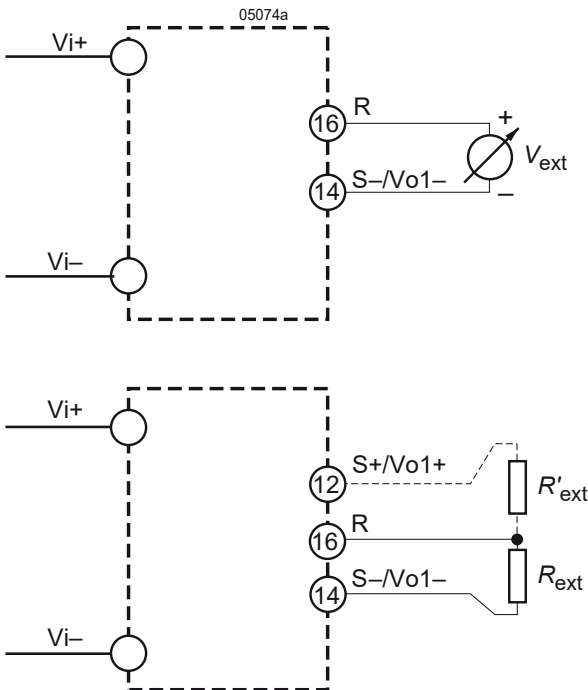 05074a
Vi+
16 R
+
Vext
14 S–/Vo1–
–
Vi–
Vi+
12 S+/Vo1+
R'ext
16 R
14 S–/Vo1–
Rext
Vi–